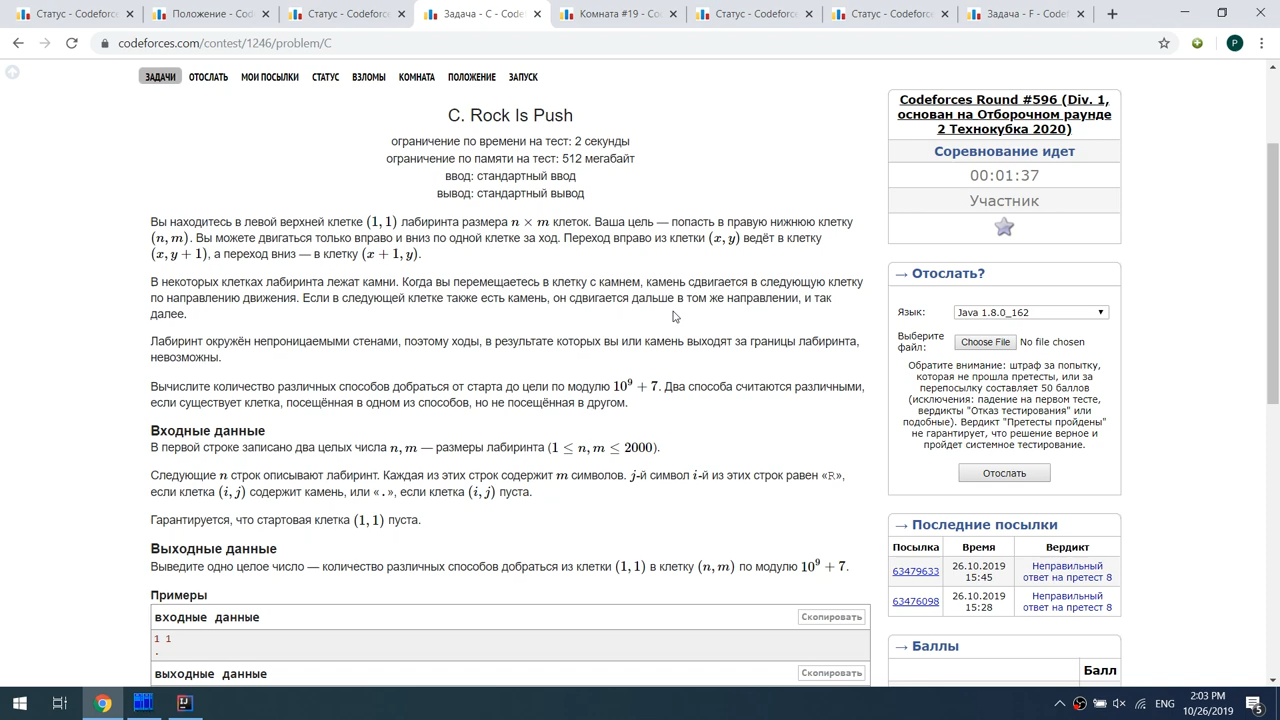 Статус - Codeforces
Положение - Codef
Статус - Codeforces
Задача - C - Codef
Комната #19 - Co
Статус - Codeforces
Статус - Codeforces
Задача - F - Codef
codeforces.com/contest/1246/problem/C
P
ЗАДАЧИ ОТОСЛАТЬ МОИ ПОСЫЛКИ СТАТУС ВЗЛОМЫ КОМНАТА ПОЛОЖЕНИЕ ЗАПУСК
C. Rock Is Push
ограничение по времени на тест: 2 секунды
ограничение по памяти на тест: 512 мегабайт
ввод: стандартный ввод
вывод: стандартный вывод
Вы находитесь в левой верхней клетке (1, 1) лабиринта размера n × m клеток. Ваша цель — попасть в правую нижнюю клетку
(n, m). Вы можете двигаться только вправо и вниз по одной клетке за ход. Переход вправо из клетки (x, y) ведёт в клетку
(x, y + 1), а переход вниз — в клетку (x + 1, y).
В некоторых клетках лабиринта лежат камни. Когда вы перемещаетесь в клетку с камнем, камень сдвигается в следующую клетку
по направлению движения. Если в следующей клетке также есть камень, он сдвигается дальше в том же направлении, и так
далее.
Лабиринт окружён непроницаемыми стенами, поэтому ходы, в результате которых вы или камень выходят за границы лабиринта,
невозможны.
Вычислите количество различных способов добраться от старта до цели по модулю 10⁹ + 7. Два способа считаются различными,
если существует клетка, посещённая в одном из способов, но не посещённая в другом.
Входные данные
В первой строке записано два целых числа n, m — размеры лабиринта (1 ≤ n, m ≤ 2000).
Следующие n строк описывают лабиринт. Каждая из этих строк содержит m символов. j-й символ i-й из этих строк равен «R»,
если клетка (i, j) содержит камень, или «.», если клетка (i, j) пуста.
Гарантируется, что стартовая клетка (1, 1) пуста.
Выходные данные
Выведите одно целое число — количество различных способов добраться из клетки (1, 1) в клетку (n, m) по модулю 10⁹ + 7.
Примеры
входные данные
Скопировать
1 1
.
выходные данные
Скопировать
Codeforces Round #596 (Div. 1,
основан на Отборочном раунде
2 Технокубка 2020)
Соревнование идет
00:01:37
Участник
→ Отослать?
Язык: Java 1.8.0_162
Выберите
файл: Choose File No file chosen
Обратите внимание: штраф за попытку,
которая не прошла претесты, или за
перепосылку составляет 50 баллов
(исключения: падение на первом тесте,
вердикты "Отказ тестирования" или
подобные). Вердикт "Претесты пройдены"
не гарантирует, что решение верное и
пройдет системное тестирование.
Отослать
→ Последние посылки
Посылка Время Вердикт
63479633 26.10.2019 15:45 Неправильный ответ на претест 8
63476098 26.10.2019 15:28 Неправильный ответ на претест 8
→ Баллы
Балл
ENG
2:03 PM
10/26/2019
5